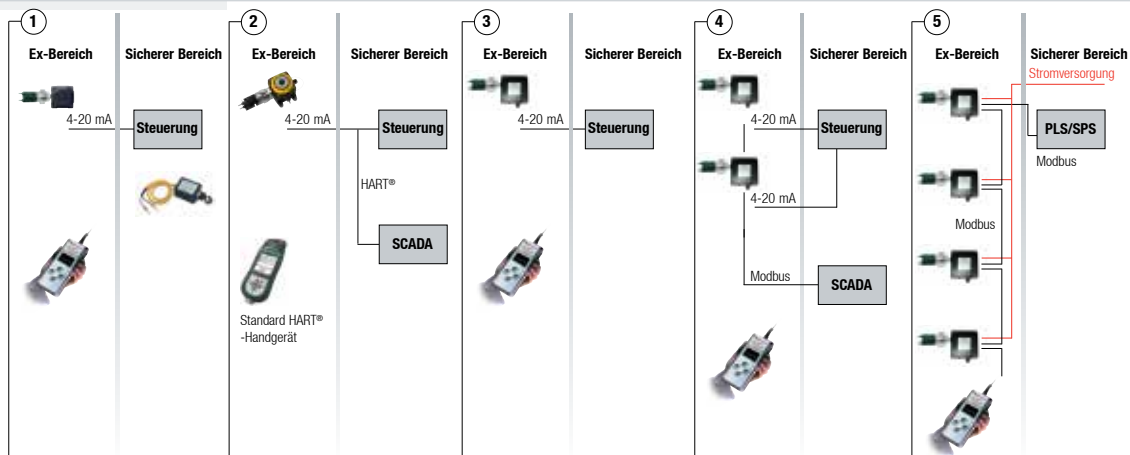 1
Ex-Bereich
Sicherer Bereich
4-20 mA
Steuerung
2
Ex-Bereich
Sicherer Bereich
4-20 mA
Steuerung
HART®
SCADA
Standard HART®
-Handgerät
3
Ex-Bereich
Sicherer Bereich
4-20 mA
Steuerung
4
Ex-Bereich
Sicherer Bereich
4-20 mA
Steuerung
4-20 mA
Modbus
SCADA
5
Ex-Bereich
Sicherer Bereich
Stromversorgung
PLS/SPS
Modbus
Modbus